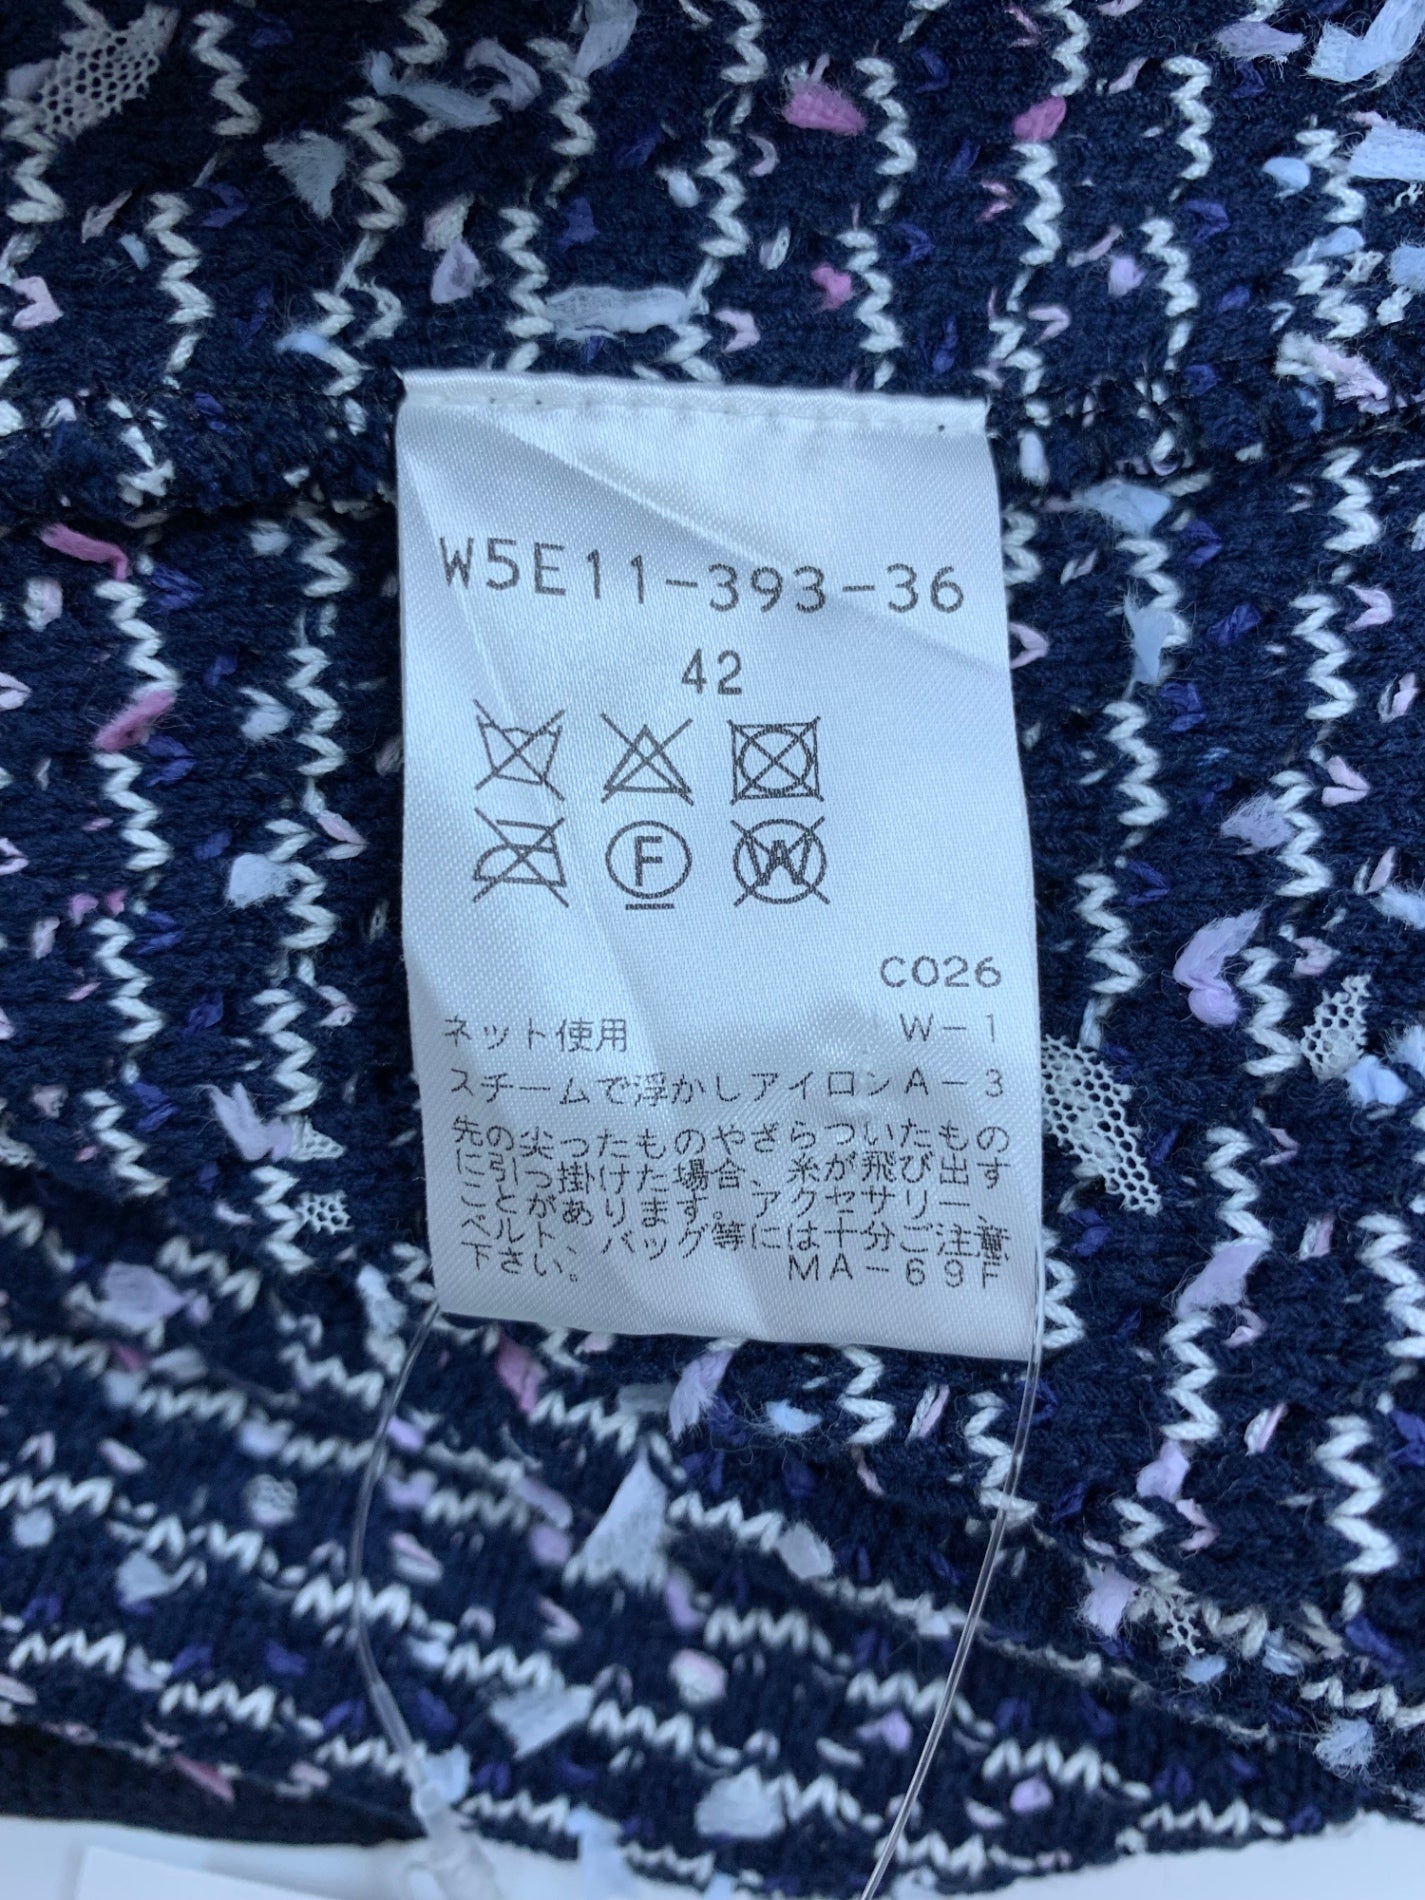 W5E11-393-36
42
F
W
C026
ネット使用 W-1
スチームで浮かしアイロンA-3
先の尖ったものやざらついたもの
に引っ掛けた場合、糸が飛び出す
ことがあります。アクセサリー、
ベルト、バッグ等には十分ご注意
下さい。 MA-69F